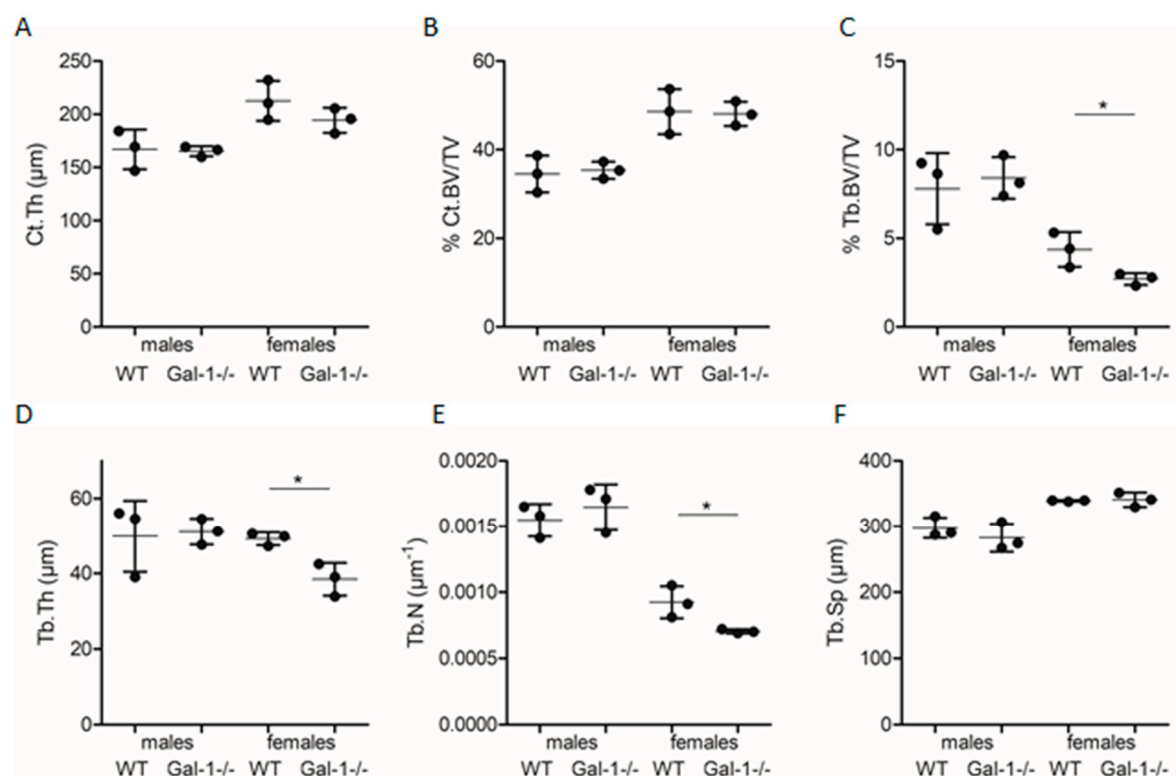 A
B
C
250
200
150
100
50
0
Ct.Th (μm)
males females
WT Gal-1-/- WT Gal-1-/-
60
40
20
0
% Ct.BV/TV
males females
WT Gal-1-/- WT Gal-1-/-
15
10
5
0
% Tb.BV/TV
*
males females
WT Gal-1-/- WT Gal-1-/-
D
E
F
60
40
20
0
Tb.Th (μm)
*
males females
WT Gal-1-/- WT Gal-1-/-
0.0020
0.0015
0.0010
0.0005
0.0000
Tb.N (μm⁻¹)
*
males females
WT Gal-1-/- WT Gal-1-/-
400
300
200
100
0
Tb.Sp (μm)
males females
WT Gal-1-/- WT Gal-1-/-